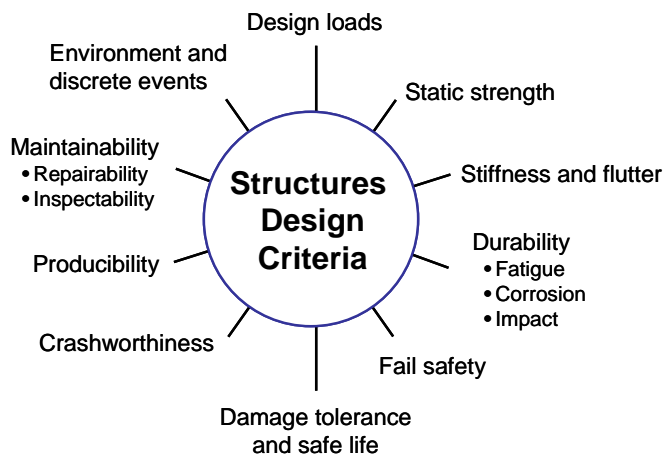 Design loads
Environment and
discrete events
Static strength
Maintainability
• Repairability
• Inspectability
Structures
Design
Criteria
Stiffness and flutter
Durability
• Fatigue
• Corrosion
• Impact
Producibility
Crashworthiness
Fail safety
Damage tolerance
and safe life